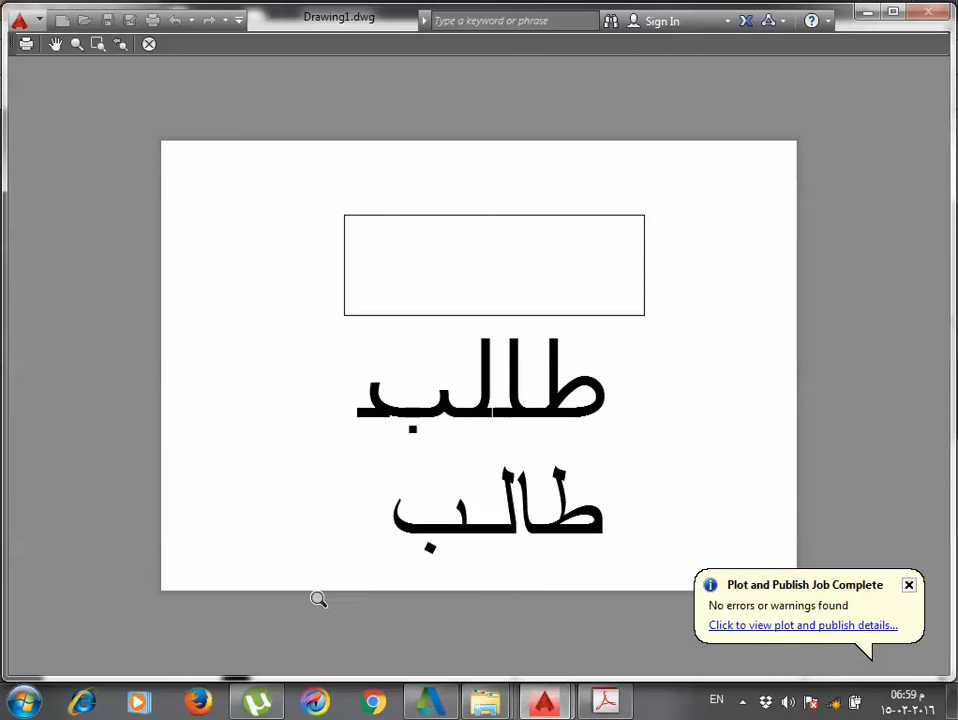 Drawing1.dwg
Type a keyword or phrase
Sign In
طالب
طالب
Plot and Publish Job Complete
No errors or warnings found
Click to view plot and publish details...
EN
06:59 م
١٥-٠٢-٢٠١٦